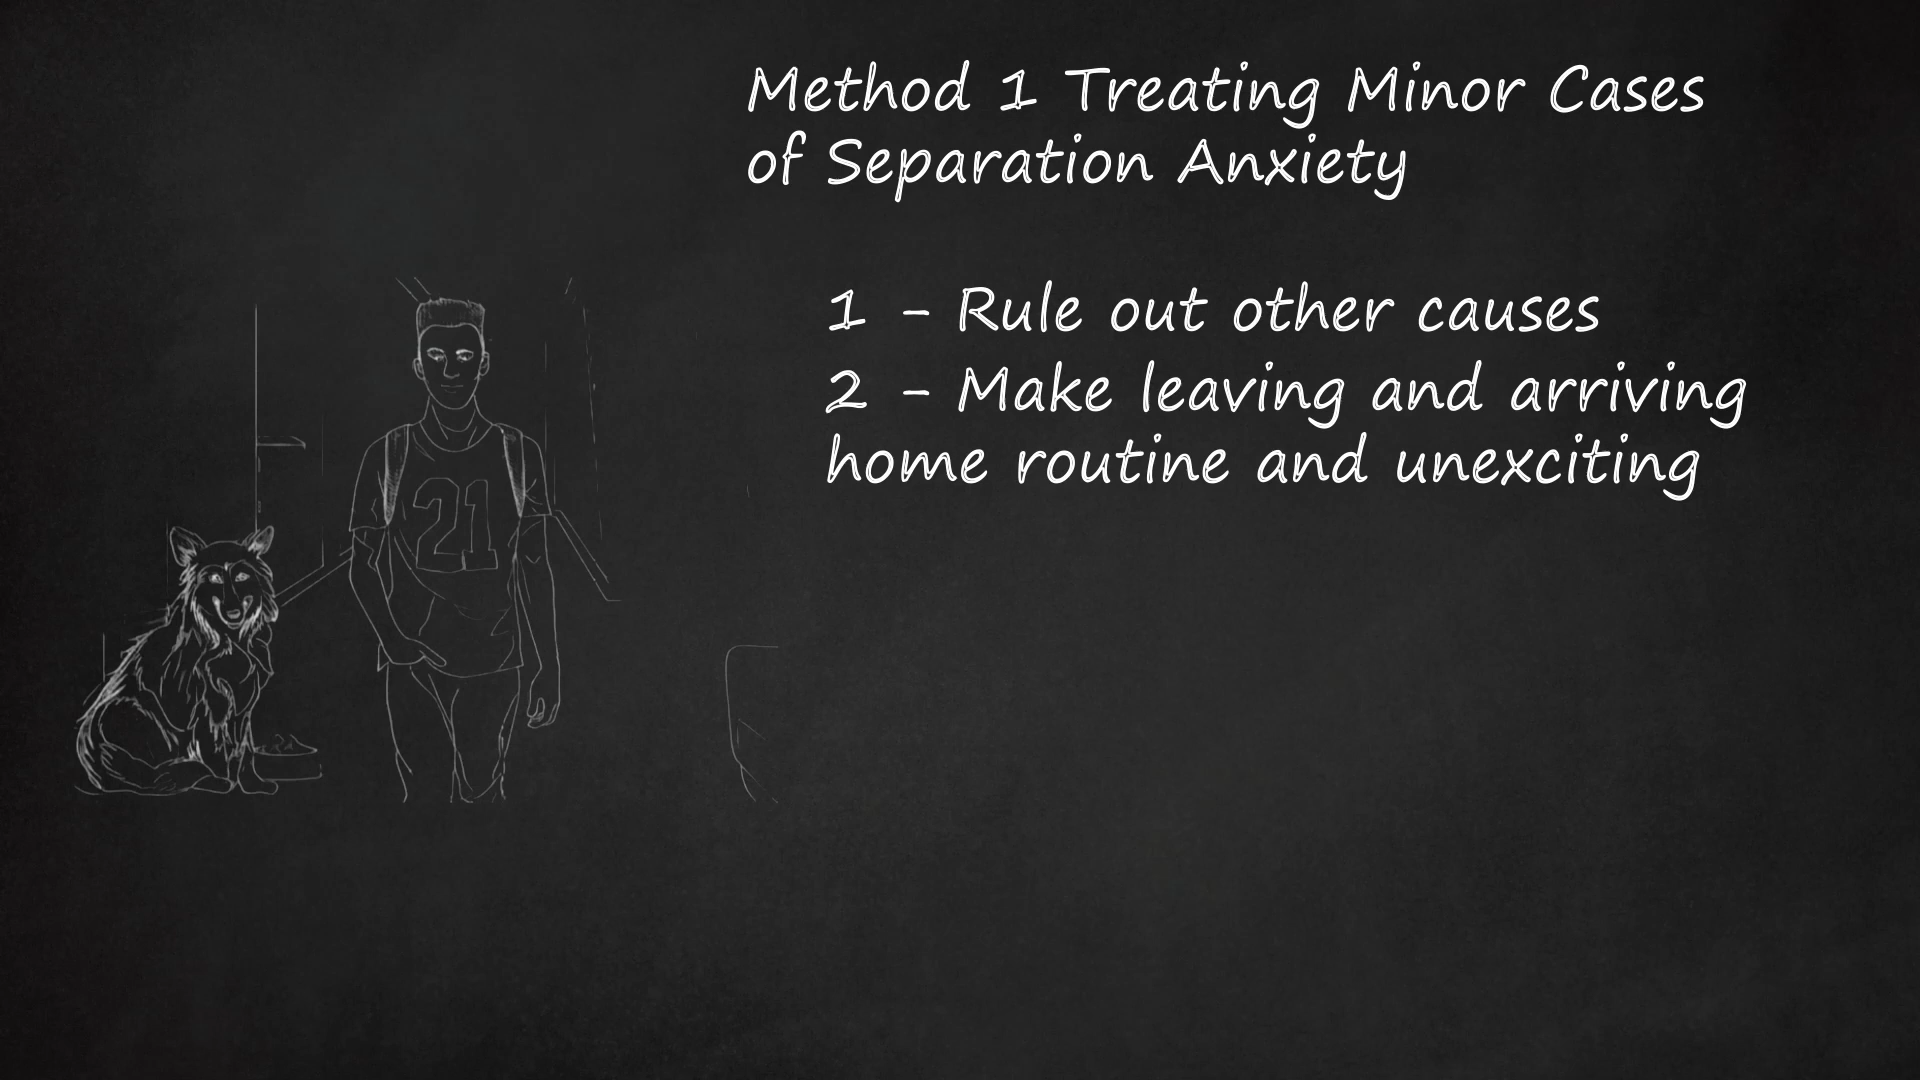 Method 1 Treating Minor Cases
of Separation Anxiety
1 - Rule out other causes
2 - Make leaving and arriving
home routine and unexciting
21